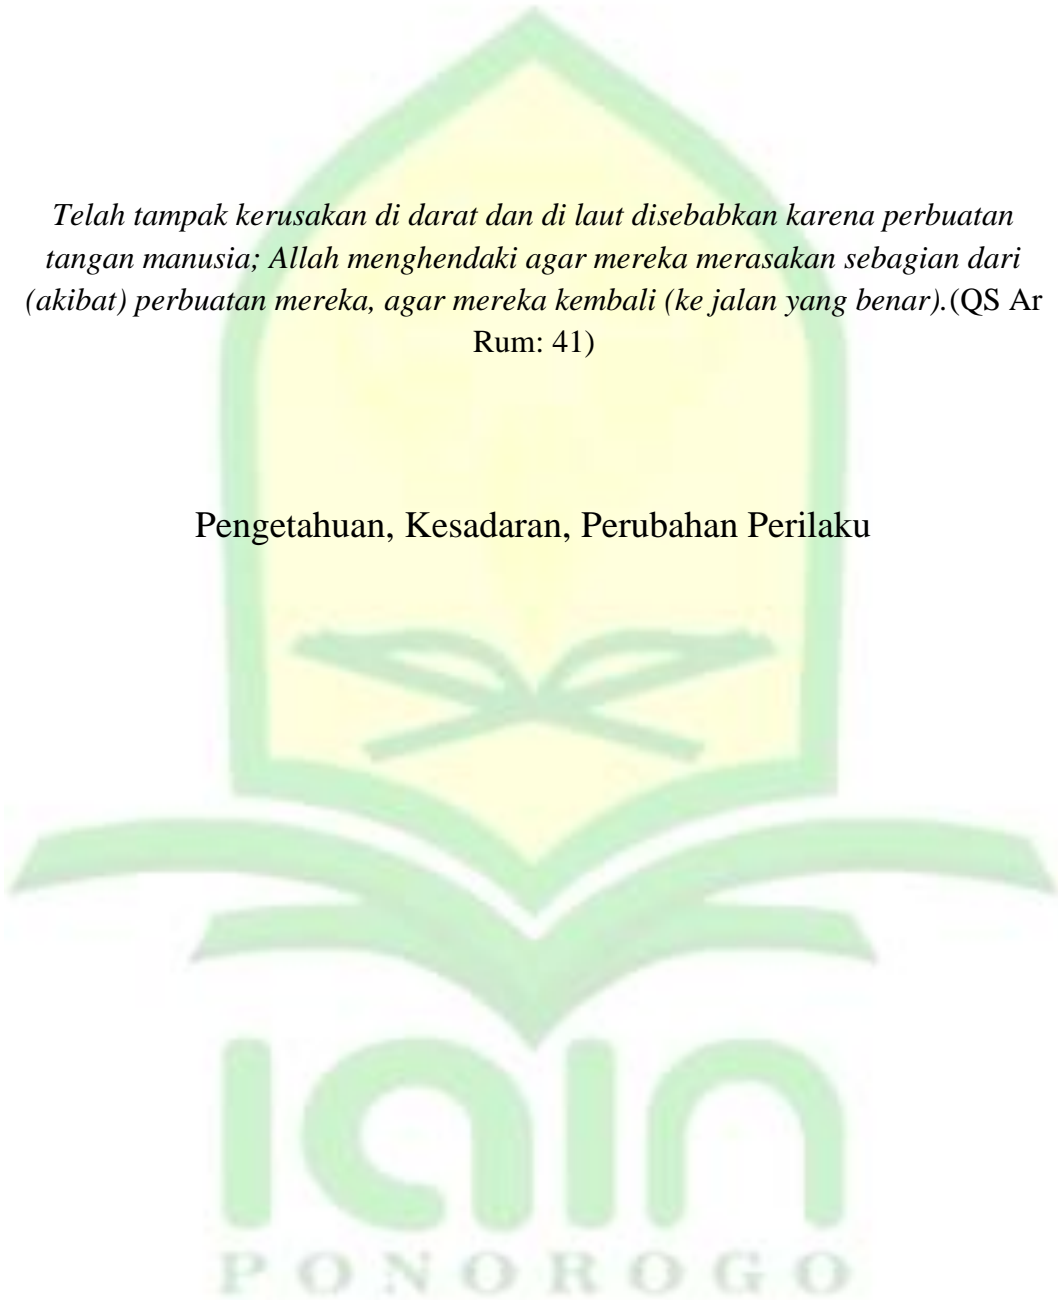 Telah tampak kerusakan di darat dan di laut disebabkan karena perbuatan
tangan manusia; Allah menghendaki agar mereka merasakan sebagian dari
(akibat) perbuatan mereka, agar mereka kembali (ke jalan yang benar).(QS Ar
Rum: 41)
Pengetahuan, Kesadaran, Perubahan Perilaku
iain
PONOROGO